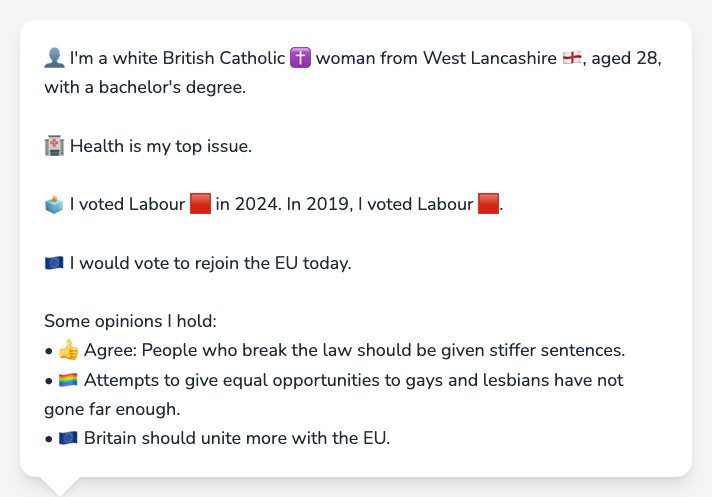 👤 I'm a white British Catholic ✝️ woman from West Lancashire 🏴󠁧󠁢󠁥󠁮󠁧󠁿, aged 28,
with a bachelor's degree.
🏥 Health is my top issue.
🗳️ I voted Labour 🟥 in 2024. In 2019, I voted Labour 🟥.
🇪🇺 I would vote to rejoin the EU today.
Some opinions I hold:
• 👍 Agree: People who break the law should be given stiffer sentences.
• 🏳️‍🌈 Attempts to give equal opportunities to gays and lesbians have not
gone far enough.
• 🇪🇺 Britain should unite more with the EU.